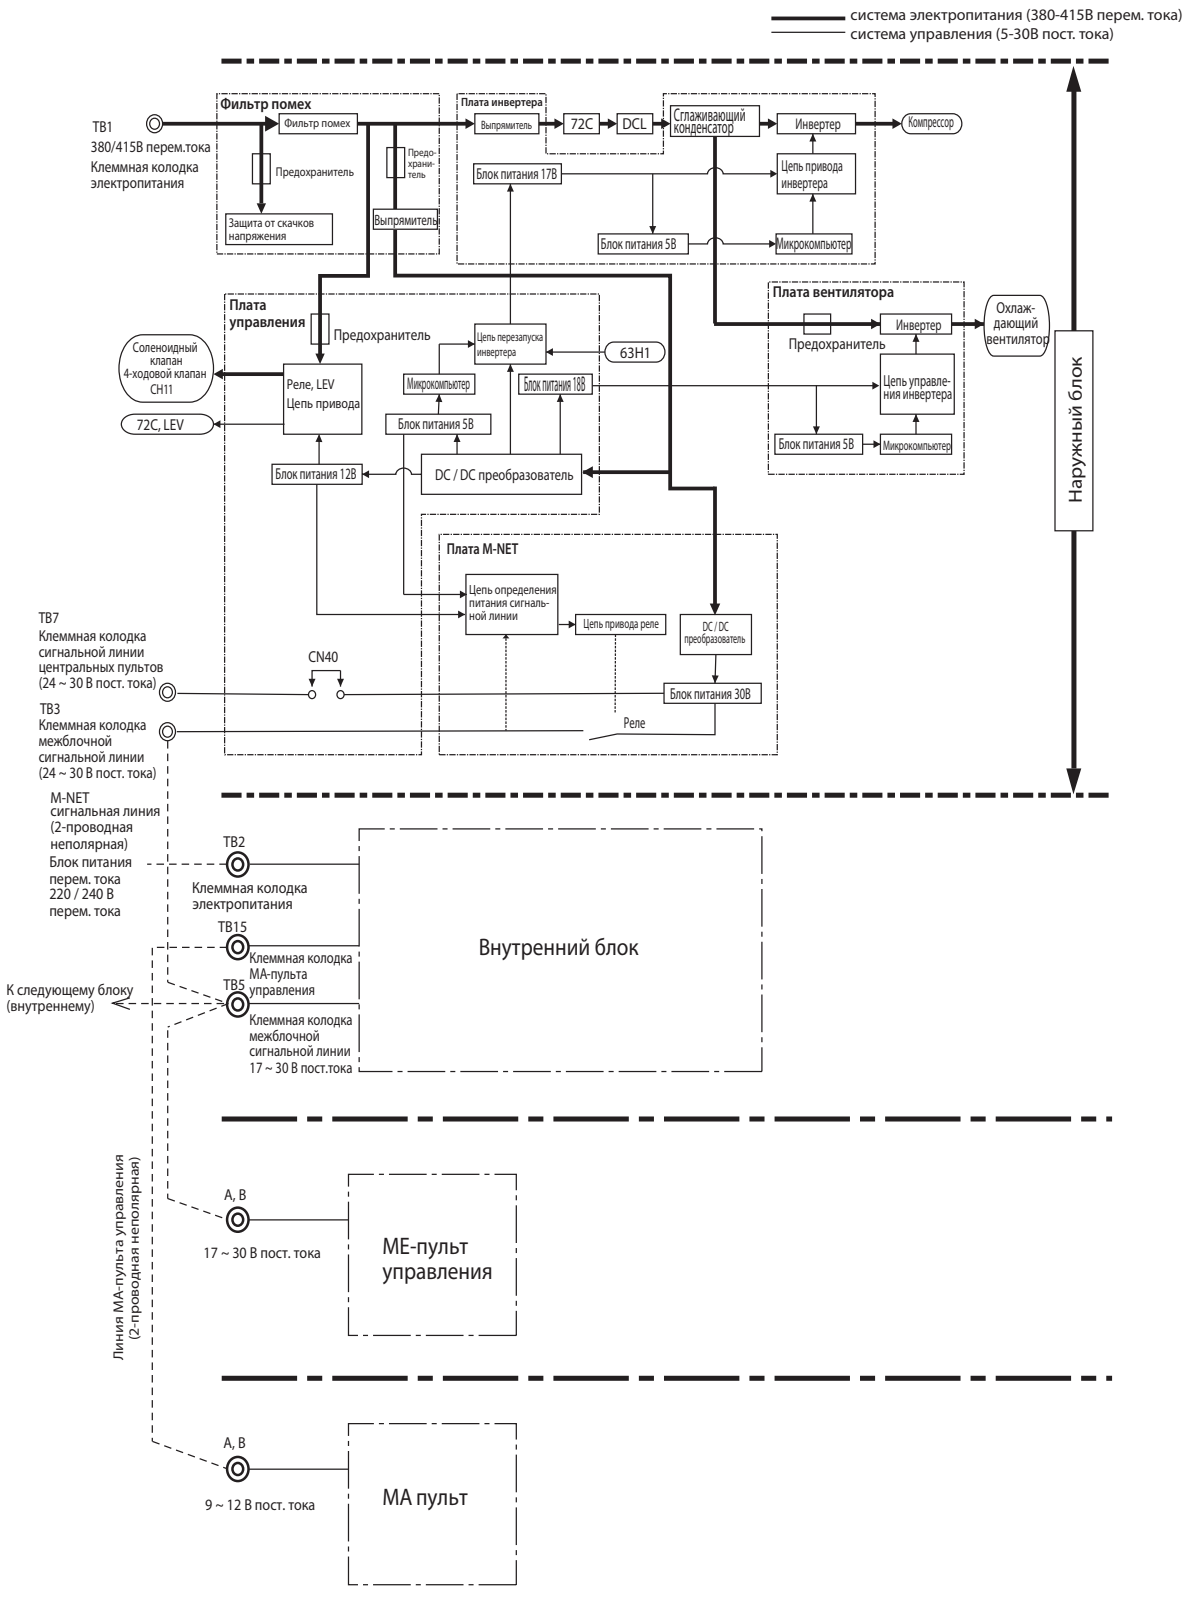 система электропитания (380-415В перем. тока)
система управления (5-30В пост. тока)
Фильтр помех
TB1
380/415В перем.тока
Клеммная колодка
электропитания
Фильтр помех
Предохранитель
Защита от скачков
напряжения
Предо-
храни-
тель
Выпрямитель
Плата инвертера
Выпрямитель
72C
DCL
Сглаживающий
конденсатор
Инвертер
Компрессор
Блок питания 17В
Цепь привода
инвертера
Блок питания 5В
Микрокомпьютер
Плата
управления
Предохранитель
Соленоидный
клапан
4-ходовой клапан
CH11
72C, LEV
Реле, LEV
Цепь привода
Блок питания 12В
Цепь перезапуска
инвертера
63H1
Микрокомпьютер
Блок питания 18В
Блок питания 5В
DC / DC преобразователь
Плата вентилятора
Предохранитель
Инвертер
Охлаж-
дающий
вентилятор
Цепь управле-
ния инвертера
Блок питания 5В
Микрокомпьютер
Наружный блок
Плата M-NET
Цепь определения
питания сигналь-
ной линии
Цепь привода реле
DC / DC
преобразователь
Блок питания 30В
Реле
CN40
TB7
Клеммная колодка
сигнальной линии
центральных пультов
(24 ~ 30 В пост. тока)
TB3
Клеммная колодка
межблочной
сигнальной линии
(24 ~ 30 В пост. тока)
M-NET
сигнальная линия
(2-проводная
неполярная)
Блок питания
перем. тока
220 / 240 В
перем. тока
TB2
Клеммная колодка
электропитания
TB15
Клеммная колодка
МА-пульта
управления
TB5
Клеммная колодка
межблочной
сигнальной линии
17 ~ 30 В пост.тока
К следующему блоку
(внутреннему)
Внутренний блок
Линия МА-пульта управления
(2-проводная неполярная)
A, B
17 ~ 30 В пост. тока
МЕ-пульт
управления
A, B
9 ~ 12 В пост. тока
МА пульт